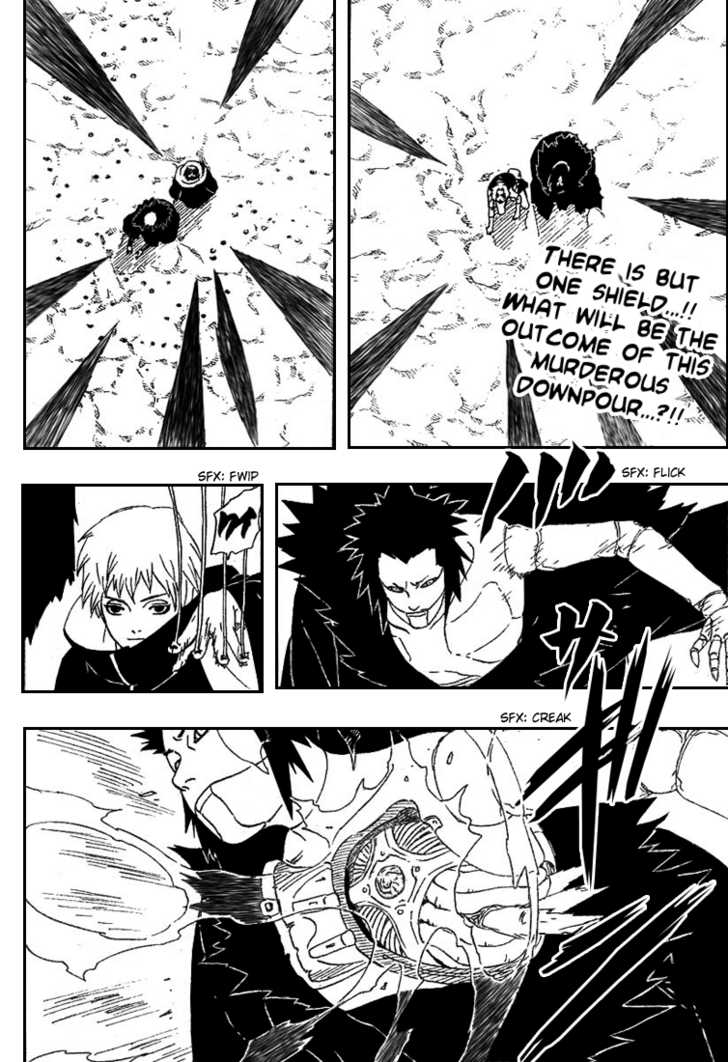 THERE IS BUT
ONE SHIELD...!!
WHAT WILL BE THE
OUTCOME OF THIS
MURDEROUS
DOWNPOUR...?!!
SFX: FWIP
SFX: FLICK
サ
SFX: CREAK